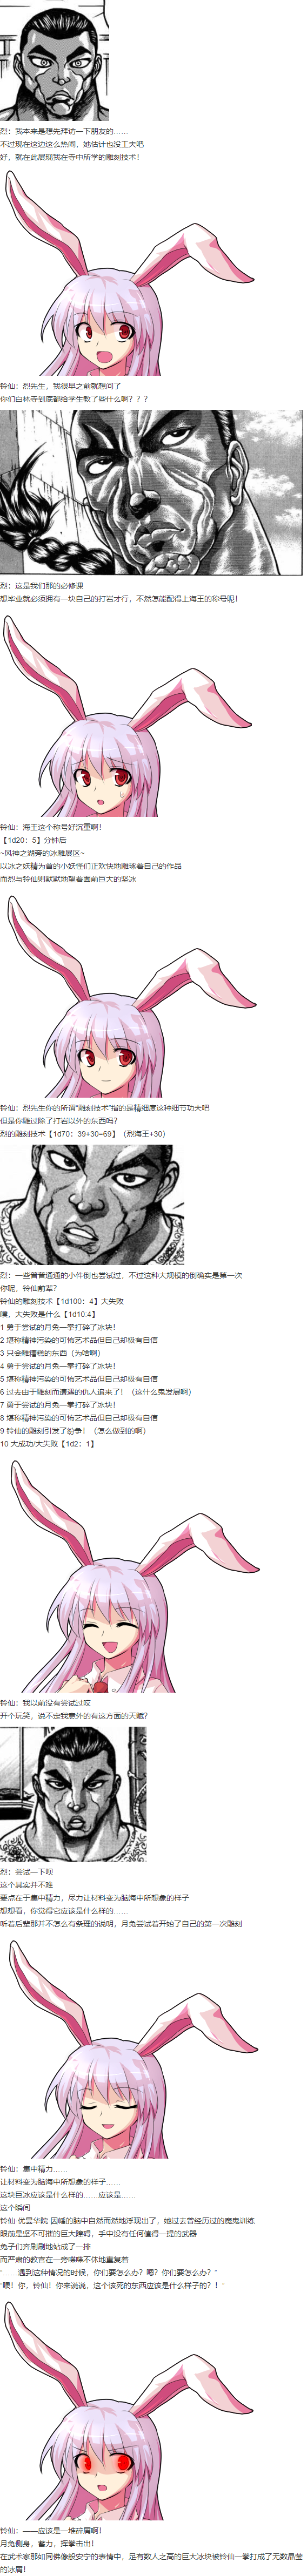 烈：我本来是想先拜访一下朋友的……
不过现在这边这么热闹，她估计也没工夫吧
好，就在此展现我在寺中所学的雕刻技术！
铃仙：烈先生，我很早之前就想问了
你们白林寺到底都给学生教了些什么啊？？？
烈：这是我们那的必修课
想毕业就必须拥有一块自己的打岩才行，不然怎能配得上海王的称号呢！
铃仙：海王这个称号好沉重啊！
【1d20：5】分钟后
~风神之湖旁的冰雕展区~
以冰之妖精为首的小妖怪们正欢快地雕琢着自己的作品
而烈与铃仙则默默地望着面前巨大的坚冰
铃仙：烈先生你的所谓“雕刻技术”指的是精细度这种细节功夫吧
但是你雕过除了打岩以外的东西吗？
烈的雕刻技术【1d70：39+30=69】（烈海王+30）
烈：一些普普通通的小件倒也尝试过，不过这种大规模的倒确实是第一次
你呢，铃仙前辈？
铃仙的雕刻技术【1d100：4】大失败
噗，大失败是什么【1d10:4】
1 勇于尝试的月兔一拳打碎了冰块！
2 堪称精神污染的可怖艺术品但自己却极有自信
3 只会雕糟糕的东西（为啥啊）
4 勇于尝试的月兔一拳打碎了冰块！
5 堪称精神污染的可怖艺术品但自己却极有自信
6 过去由于雕刻而遭遇的仇人追来了！（这什么鬼发展啊）
7 勇于尝试的月兔一拳打碎了冰块！
8 堪称精神污染的可怖艺术品但自己却极有自信
9 铃仙的雕刻引发了纷争！（怎么做到的啊）
10 大成功/大失败【1d2：1】
铃仙：我以前没有尝试过哎
开个玩笑，说不定我意外的有这方面的天赋？
烈：尝试一下呗
这个其实并不难
要点在于集中精力，尽力让材料变为脑海中所想象的样子
想想看，你觉得它应该是什么样的……
听着后辈那并不怎么有条理的说明，月兔尝试着开始了自己的第一次雕刻
铃仙：集中精力……
让材料变为脑海中所想象的样子……
这块巨冰应该是什么样的……应该是……
这个瞬间
铃仙·优昙华院·因幡的脑中自然而然地浮现出了，她过去曾经历过的魔鬼训练
眼前是坚不可摧的巨大障碍，手中没有任何值得一提的武器
兔子们齐刷刷地站成了一排
而严肃的教官在一旁喋喋不休地重复着
“……遇到这种情况的时候，你们要怎么办？嗯？你们要怎么办？”
“喂！你，铃仙！你来说说，这个该死的东西应该是什么样子的？！”
铃仙：——应该是一堆碎屑啊！
月兔侧身，蓄力，挥拳击出！
在武术家那如同佛像般安宁的表情中，足有数人之高的巨大冰块被铃仙一拳打成了无数晶莹的冰屑！